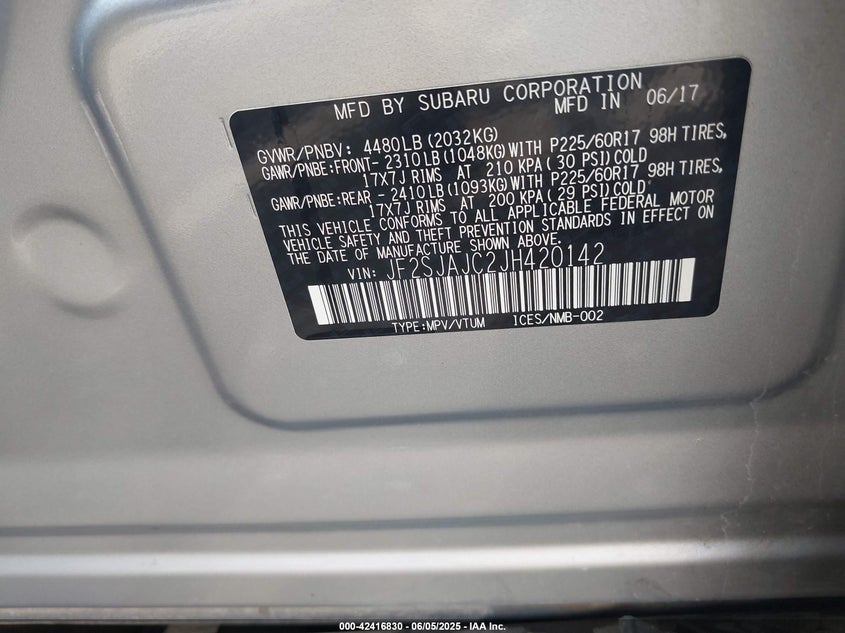 MFD BY SUBARU CORPORATION
MFD IN 06/17
GVWR/PNBV: 4480LB(2032KG)
GAWR/PNBE:FRONT- 2310LB(1048KG)WITH P225/60R17 98H TIRES,
17X7J RIMS AT 210 KPA(30 PSI)COLD
GAWR/PNBE:REAR - 2410LB(1093KG)WITH P225/60R17 98H TIRES,
17X7J RIMS AT 200 KPA(29 PSI)COLD
THIS VEHICLE CONFORMS TO ALL APPLICABLE FEDERAL MOTOR
VEHICLE SAFETY AND THEFT PREVENTION STANDARDS IN EFFECT ON
THE DATE OF MANUFACTURE SHOWN ABOVE.
VIN: JF2SJAJC2JH420142
TYPE:MPV/VTUM ICES/NMB-002
000-42416830 - 06/05/2025 - IAA Inc.